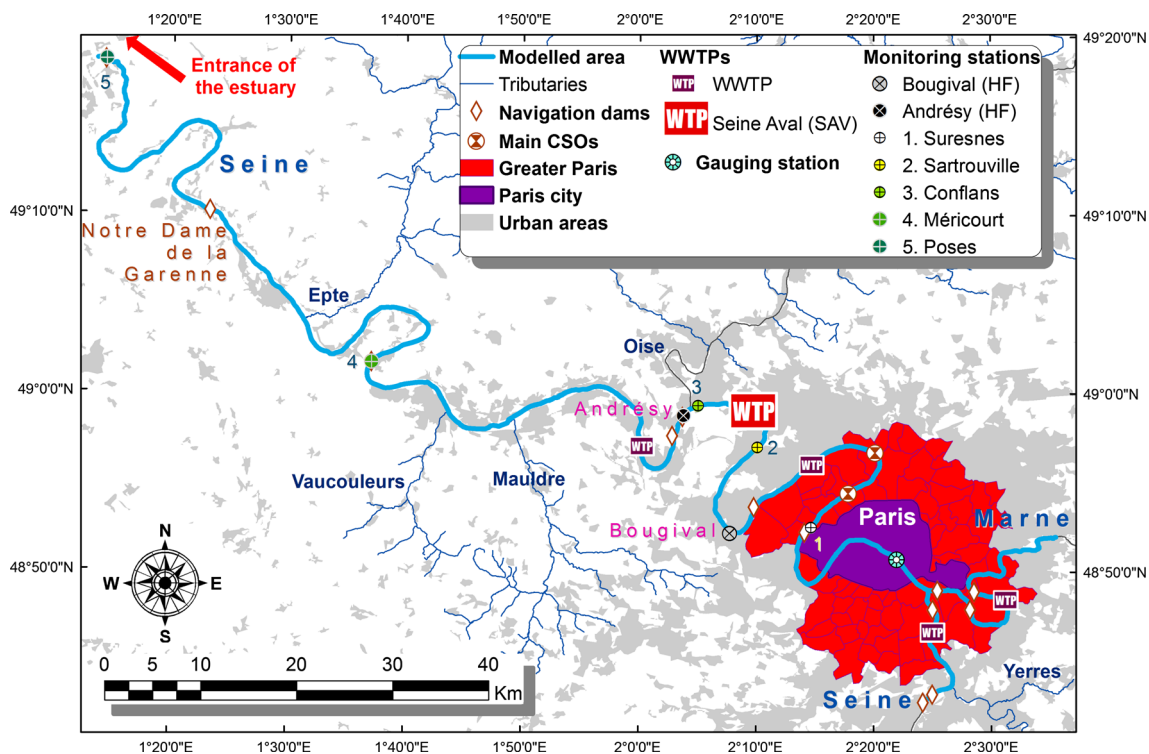 1°20'0"E 1°30'0"E 1°40'0"E 1°50'0"E 2°00'0"E 2°10'0"E 2°20'0"E 2°30'0"E
49°20'0"N
5
Entrance of
the estuary
Modelled area
Tributaries
Navigation dams
Main CSOs
Greater Paris
Paris city
Urban areas
WWTPs
WTP WWTP
WTP Seine Aval (SAV)
Gauging station
Monitoring stations
Bougival (HF)
Andrésy (HF)
1. Suresnes
2. Sartrouville
3. Conflans
4. Méricourt
5. Poses
Seine
49°10'0"N
49°10'0"N
Notre Dame
de la
Garenne
Epte
Oise
4
3
49°0'0"N
49°0'0"N
Andrésy
WTP
WTP
2
WTP
Vaucouleurs
Mauldre
Bougival
1
Paris
Marne
48°50'0"N
48°50'0"N
N
W E
S
WTP
WTP
Yerres
Seine
0 5 10 20 30 40
Km
1°20'0"E 1°30'0"E 1°50'0"E 2°00'0"E 2°10'0"E 2°20'0"E 2°30'0"E